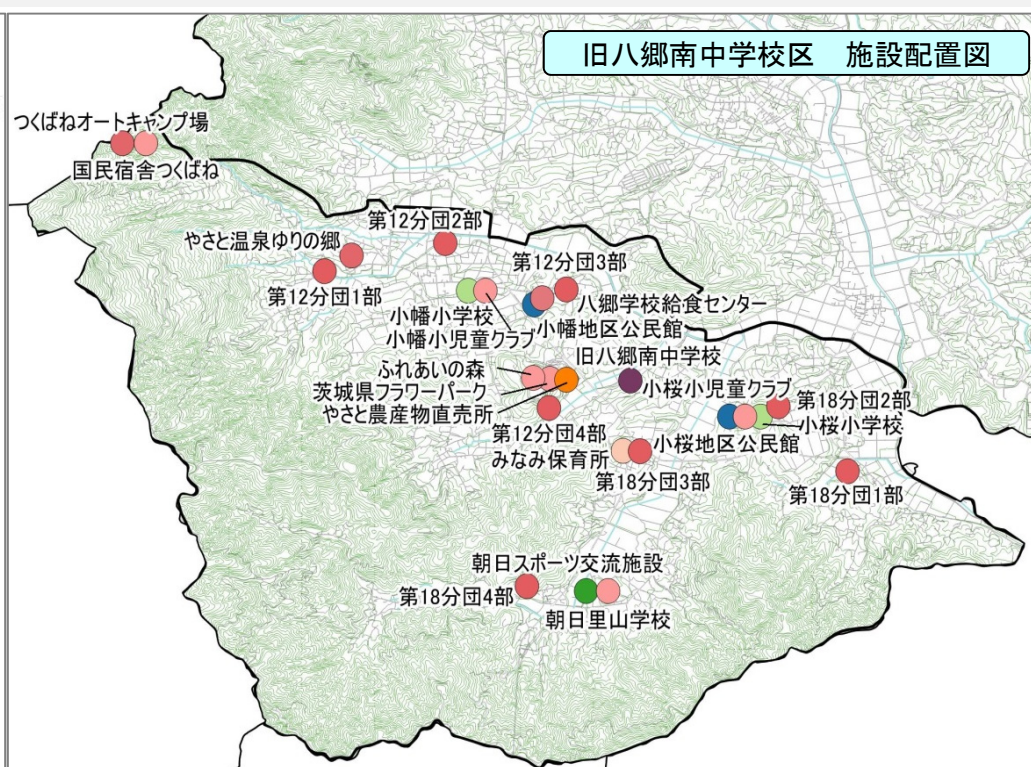 旧八郷南中学校区　施設配置図
つくばねオートキャンプ場
国民宿舎つくばね
第12分団2部
やさと温泉ゆりの郷
第12分団3部
第12分団1部
八郷学校給食センター
小幡小学校
小幡地区公民館
小幡小児童クラブ
旧八郷南中学校
ふれあいの森
茨城県フラワーパーク
小桜小児童クラブ
やさと農産物直売所
第18分団2部
小桜小学校
第12分団4部
小桜地区公民館
みなみ保育所
第18分団3部
第18分団1部
朝日スポーツ交流施設
第18分団4部
朝日里山学校